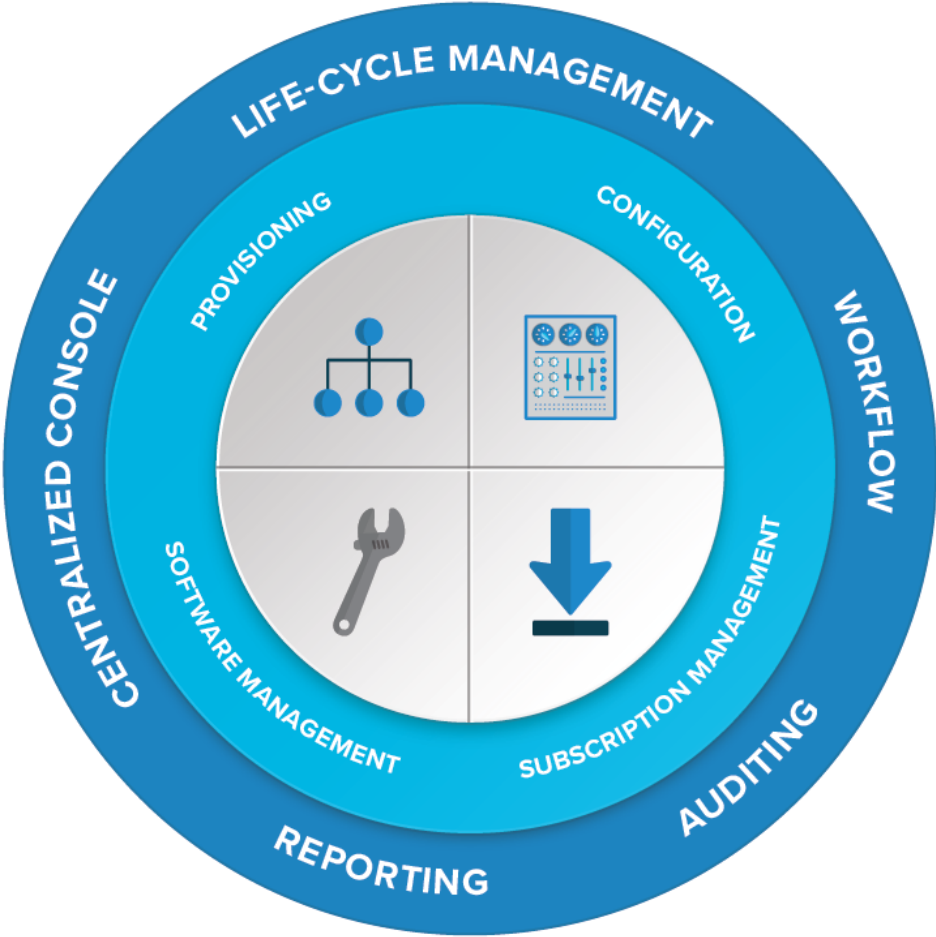 LIFE-CYCLE MANAGEMENT
WORKFLOW
AUDITING
REPORTING
CENTRALIZED CONSOLE
PROVISIONING
CONFIGURATION
SUBSCRIPTION MANAGEMENT
SOFTWARE MANAGEMENT